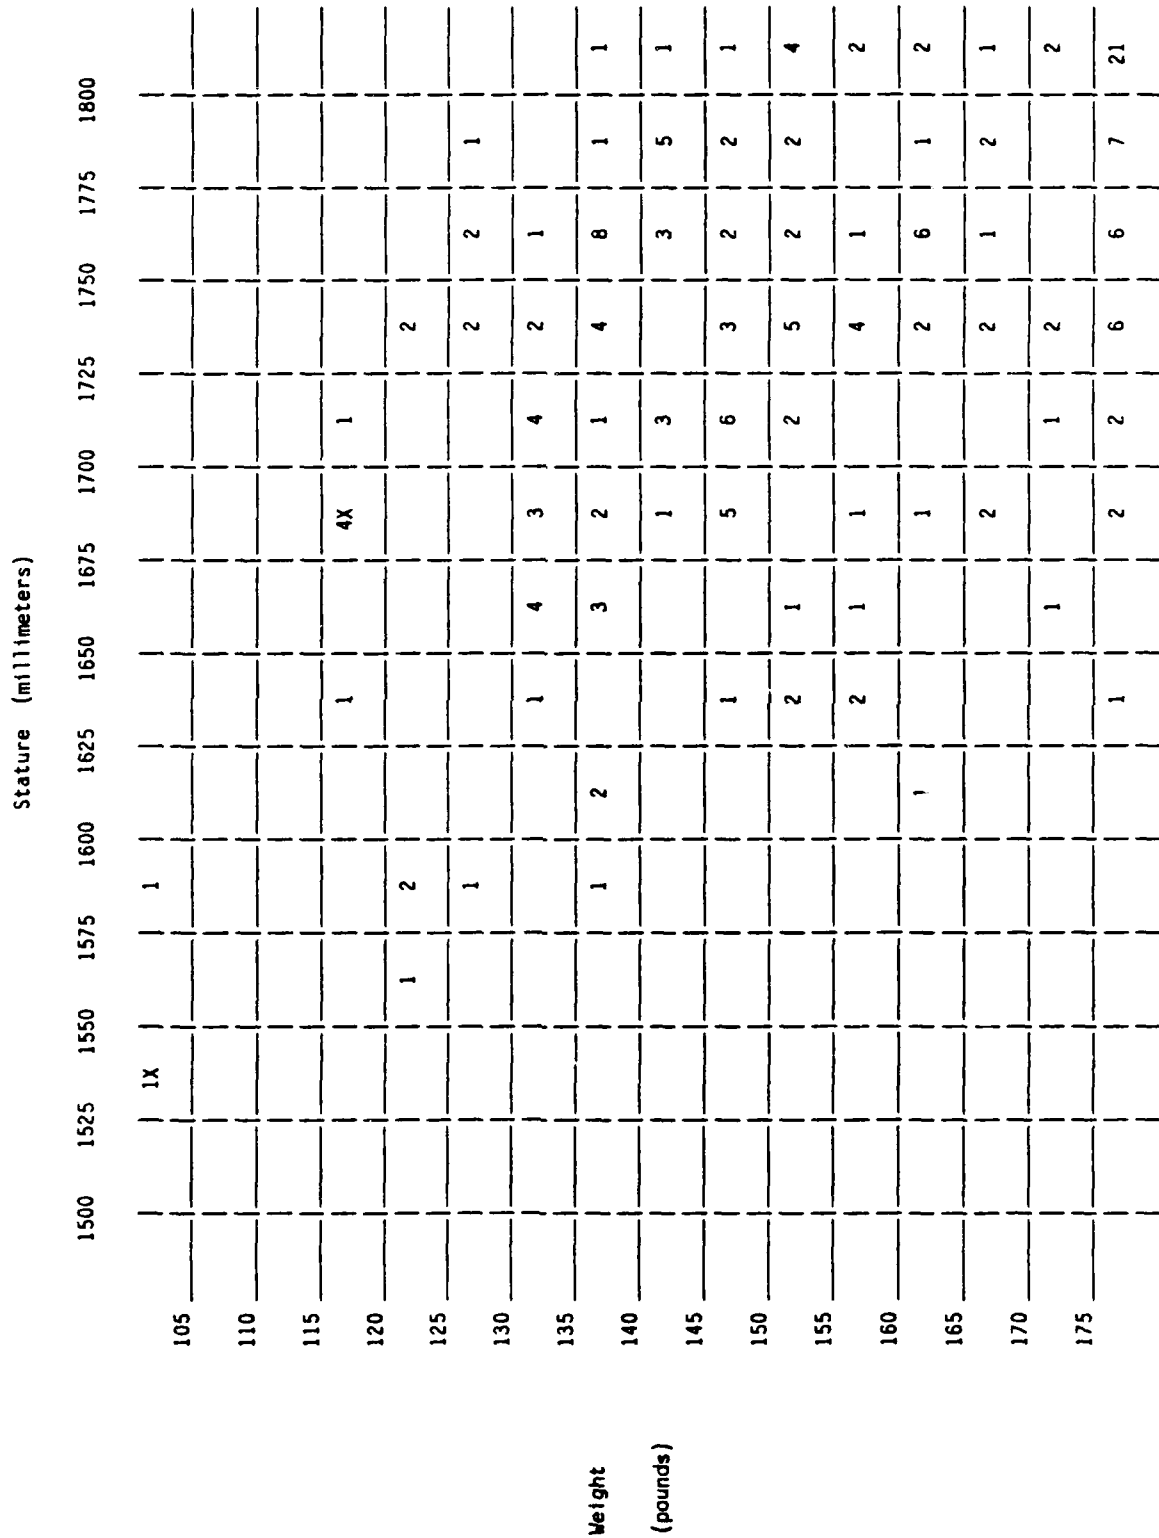 Stature (millimeters)
1500 1525 1550 1575 1600 1625 1650 1675 1700 1725 1750 1775 1800
1X 1
105
110
115
1 4X 1
120
1 2 2
125
1 2 2 1
130
1 4 3 4 2 1
135
Weight 1 2 3 2 1 4 8 1 1
140
(pounds) 1 3 3 5 1
145
1 5 6 3 2 2 1
150
2 1 2 5 2 2 4
155
2 1 1 4 1 2
160
1 1 2 6 1 2
165
2 2 1 2 1
170
1 1 2 2
175
1 2 2 6 6 7 21